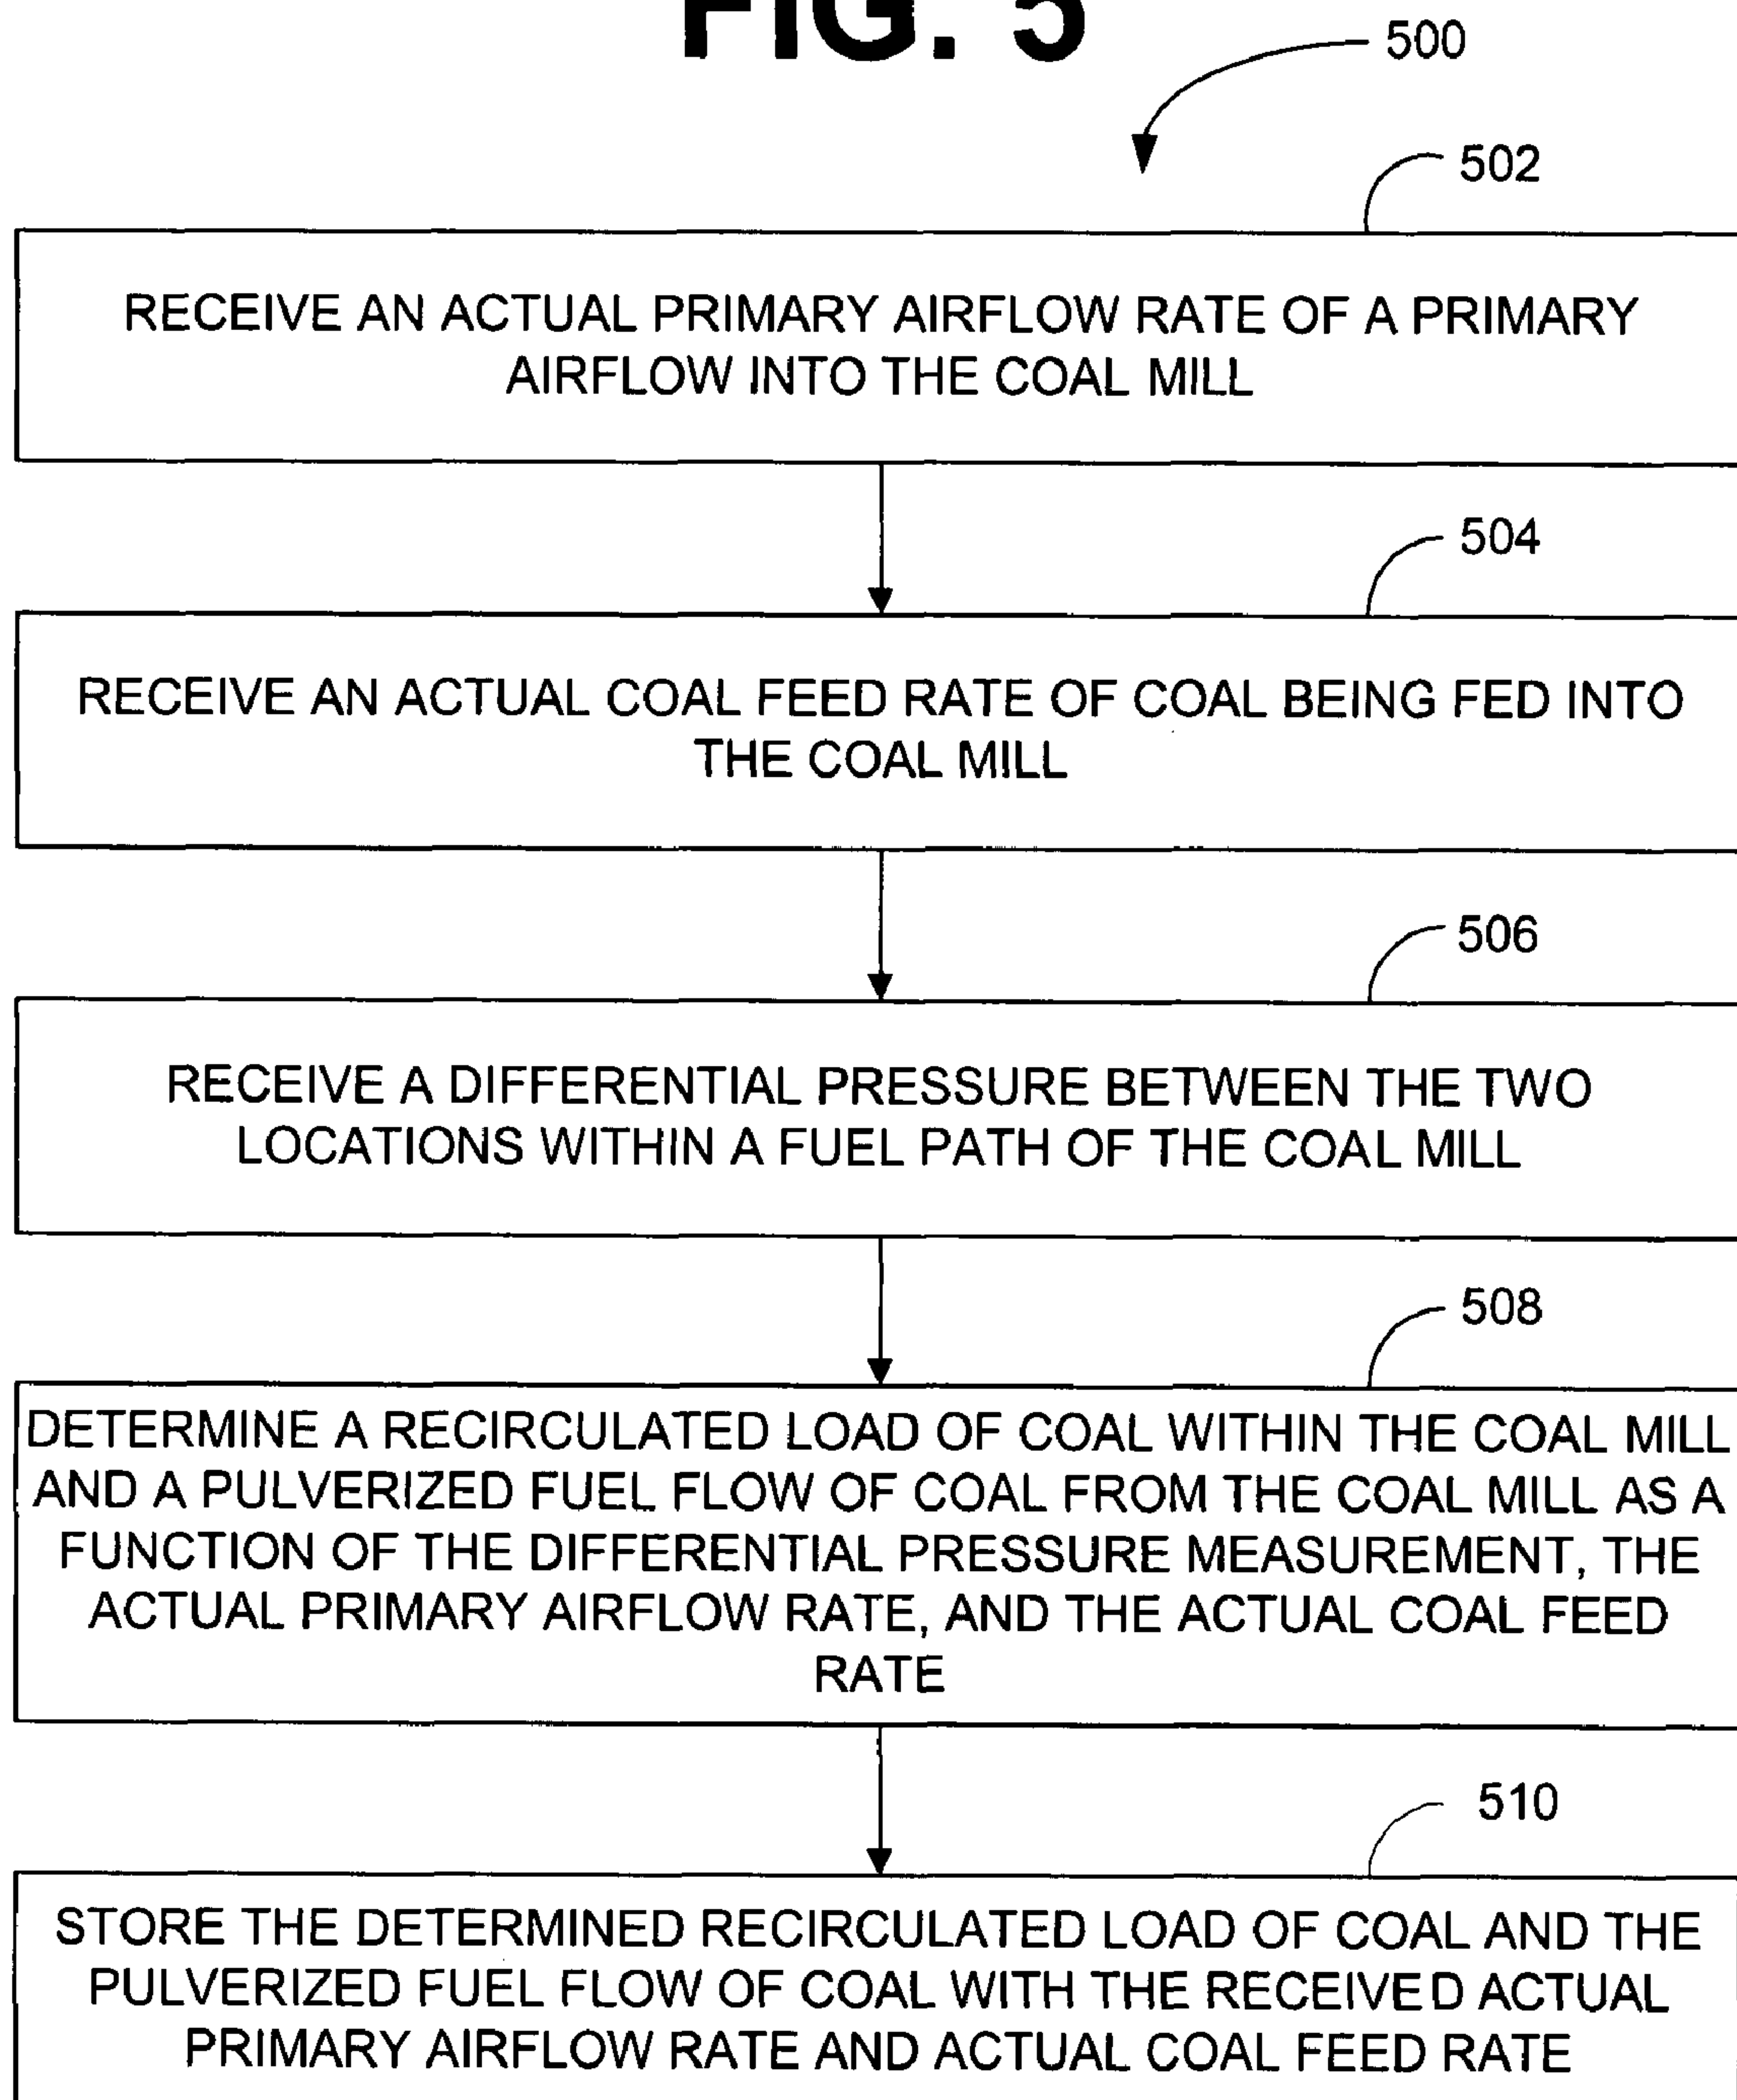 FIG. 5
500
502
RECEIVE AN ACTUAL PRIMARY AIRFLOW RATE OF A PRIMARY
AIRFLOW INTO THE COAL MILL
504
RECEIVE AN ACTUAL COAL FEED RATE OF COAL BEING FED INTO
THE COAL MILL
506
RECEIVE A DIFFERENTIAL PRESSURE BETWEEN THE TWO
LOCATIONS WITHIN A FUEL PATH OF THE COAL MILL
508
DETERMINE A RECIRCULATED LOAD OF COAL WITHIN THE COAL MILL
AND A PULVERIZED FUEL FLOW OF COAL FROM THE COAL MILL AS A
FUNCTION OF THE DIFFERENTIAL PRESSURE MEASUREMENT, THE
ACTUAL PRIMARY AIRFLOW RATE, AND THE ACTUAL COAL FEED
RATE
510
STORE THE DETERMINED RECIRCULATED LOAD OF COAL AND THE
PULVERIZED FUEL FLOW OF COAL WITH THE RECEIVED ACTUAL
PRIMARY AIRFLOW RATE AND ACTUAL COAL FEED RATE